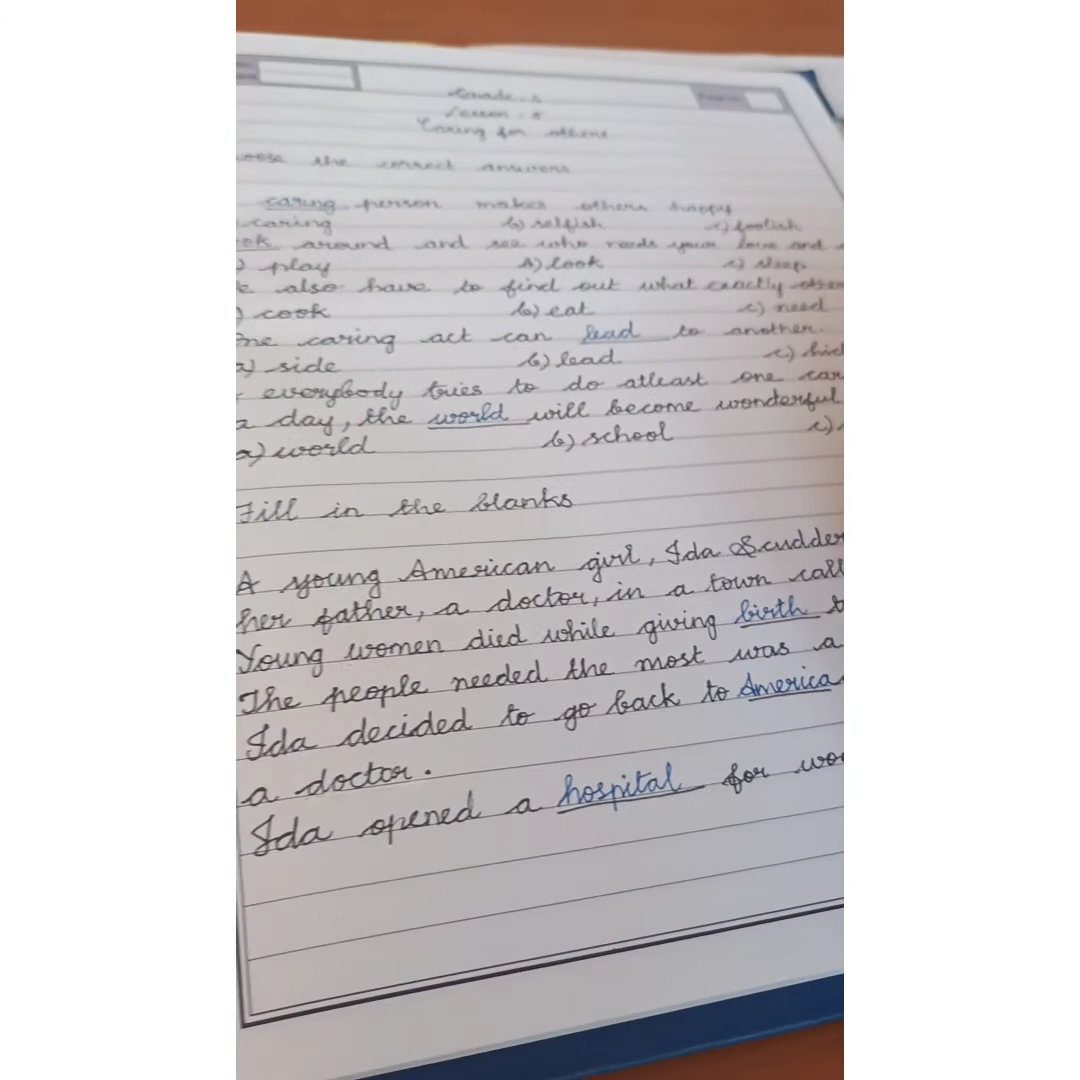 Lesson - 5
Caring for others
oose the correct answers
caring person makes others happy
caring b) selfish c) foolish
ok around and see who needs your love and
) play b) look c) sleep
e also have to find out what exactly other
) cook b) eat c) need
ne caring act can lead to another.
a) side b) lead
everybody tries to do atleast one car
a day, the world will become wonderful
a) world b) school c)
Fill in the blanks
A young American girl, Ida Scudder
her father, a doctor, in a town call
Young women died while giving birth t
The people needed the most was a
Ida decided to go back to America
a doctor.
Ida opened a hospital for wo